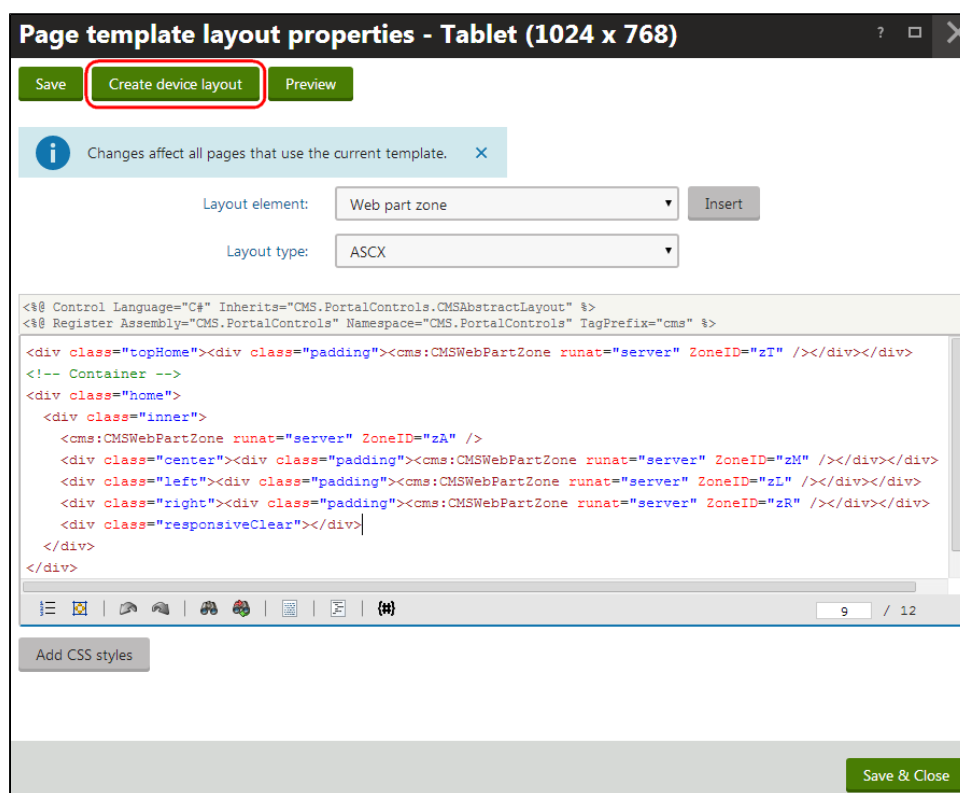 Page template layout properties - Tablet (1024 x 768) ?
Save Create device layout Preview
i Changes affect all pages that use the current template.
Layout element: Web part zone Insert
Layout type: ASCX
<%@ Control Language="C#" Inherits="CMS.PortalControls.CMSAbstractLayout" %>
<%@ Register Assembly="CMS.PortalControls" Namespace="CMS.PortalControls" TagPrefix="cms" %>
<div class="topHome"><div class="padding"><cms:CMSWebPartZone runat="server" ZoneID="zT" /></div></div>
<!-- Container -->
<div class="home">
<div class="inner">
<cms:CMSWebPartZone runat="server" ZoneID="zA" />
<div class="center"><div class="padding"><cms:CMSWebPartZone runat="server" ZoneID="zM" /></div></div>
<div class="left"><div class="padding"><cms:CMSWebPartZone runat="server" ZoneID="zL" /></div></div>
<div class="right"><div class="padding"><cms:CMSWebPartZone runat="server" ZoneID="zR" /></div></div>
<div class="responsiveClear"></div>
</div>
</div>
{#} 9 / 12
Add CSS styles
Save & Close